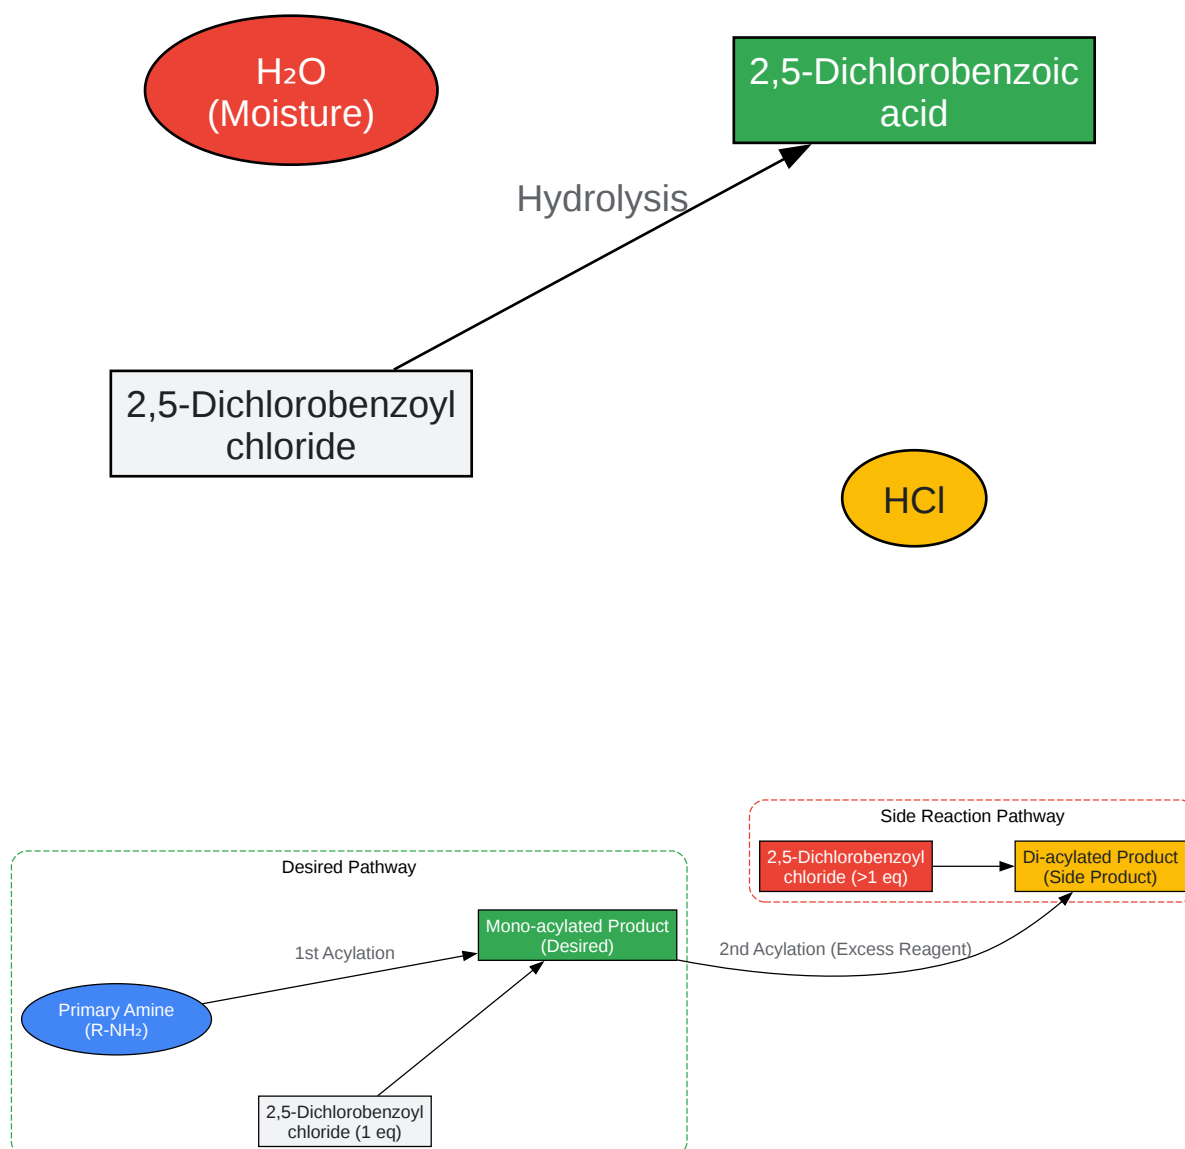 H₂O
(Moisture)
2,5-Dichlorobenzoic
acid
Hydrolysis
2,5-Dichlorobenzoyl
chloride
HCl
Side Reaction Pathway
2,5-Dichlorobenzoyl
chloride (>1 eq)
Di-acylated Product
(Side Product)
Desired Pathway
Mono-acylated Product
(Desired)
1st Acylation
2nd Acylation (Excess Reagent)
Primary Amine
(R-NH₂)
2,5-Dichlorobenzoyl
chloride (1 eq)